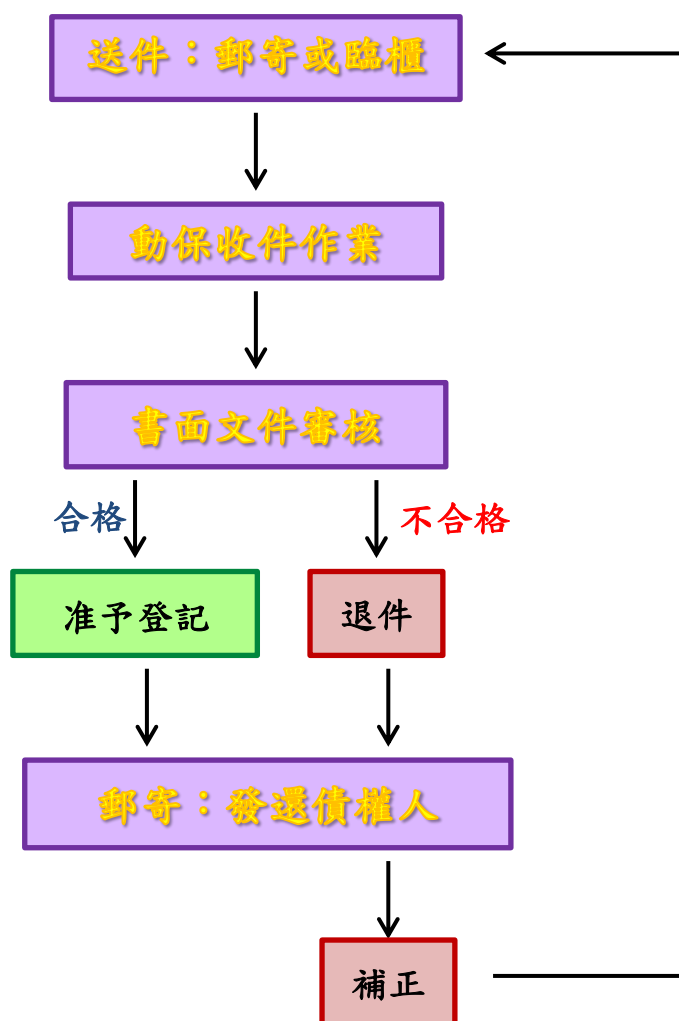 送件：郵寄或臨櫃
動保收件作業
書面文件審核
合格
不合格
准予登記
退件
郵寄：發還債權人
補正